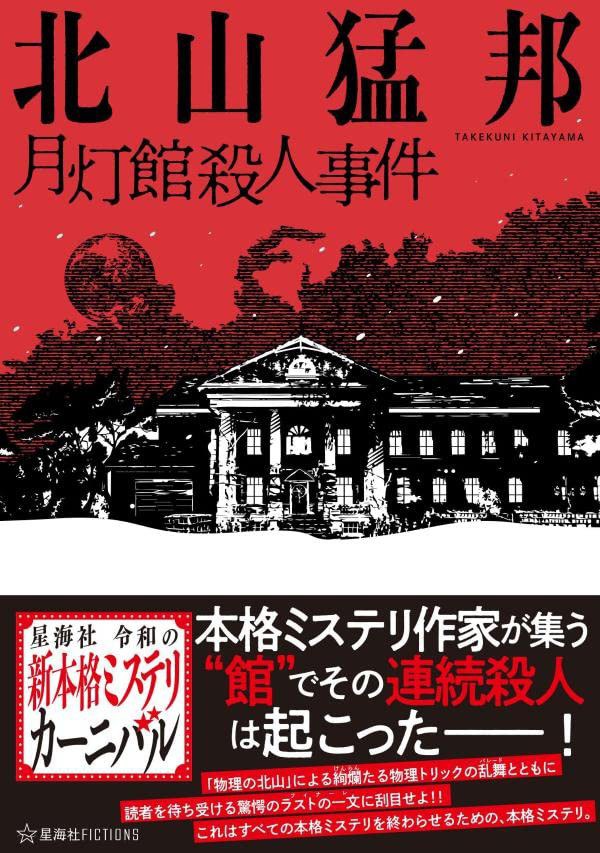 北山猛邦
TAKEKUNI KITAYAMA
月灯館殺人事件
星海社 令和の
新本格ミステリ
カーニバル
本格ミステリ作家が集う
“館”でその連続殺人
は起こった――！
「物理の北山」による絢爛たる物理トリックの乱舞とともに
読者を待ち受ける驚愕のラストの一文に刮目せよ!!
これはすべての本格ミステリを終わらせるための、本格ミステリ。
星海社FICTIONS